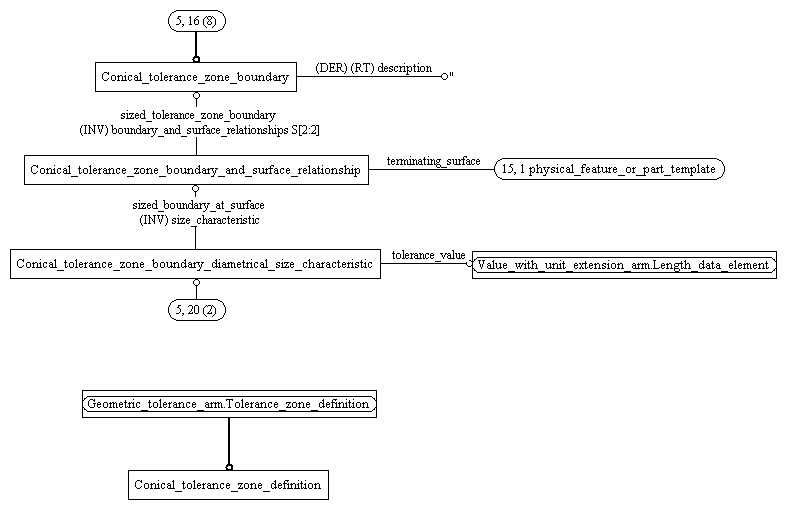 5, 16 (8)
Conical_tolerance_zone_boundary
(DER) (RT) description
"
sized_tolerance_zone_boundary
(INV) boundary_and_surface_relationships S[2:2]
Conical_tolerance_zone_boundary_and_surface_relationship
terminating_surface
15, 1 physical_feature_or_part_template
sized_boundary_at_surface
(INV) size_characteristic
Conical_tolerance_zone_boundary_diametrical_size_characteristic
tolerance_value
Value_with_unit_extension_arm.Length_data_element
5, 20 (2)
Geometric_tolerance_arm.Tolerance_zone_definition
Conical_tolerance_zone_definition